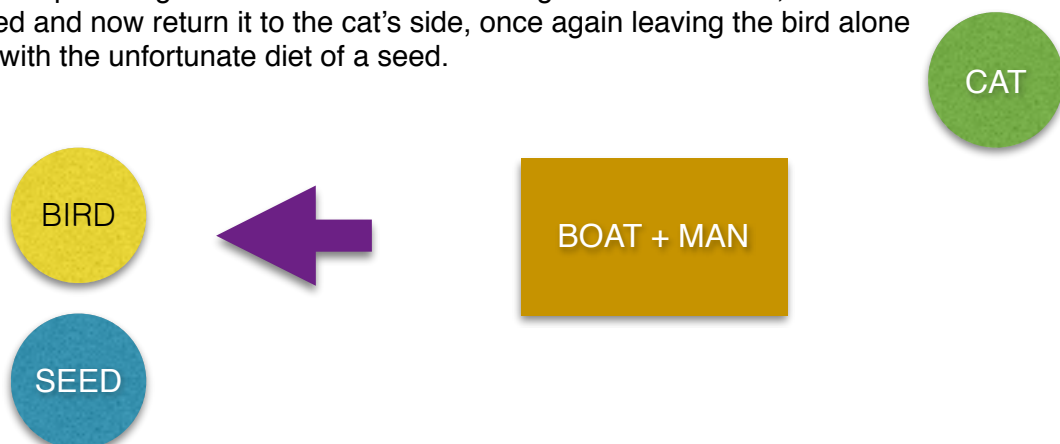 ed and now return it to the cat’s side, once again leaving the bird alone
with the unfortunate diet of a seed.
CAT
BIRD
BOAT + MAN
SEED